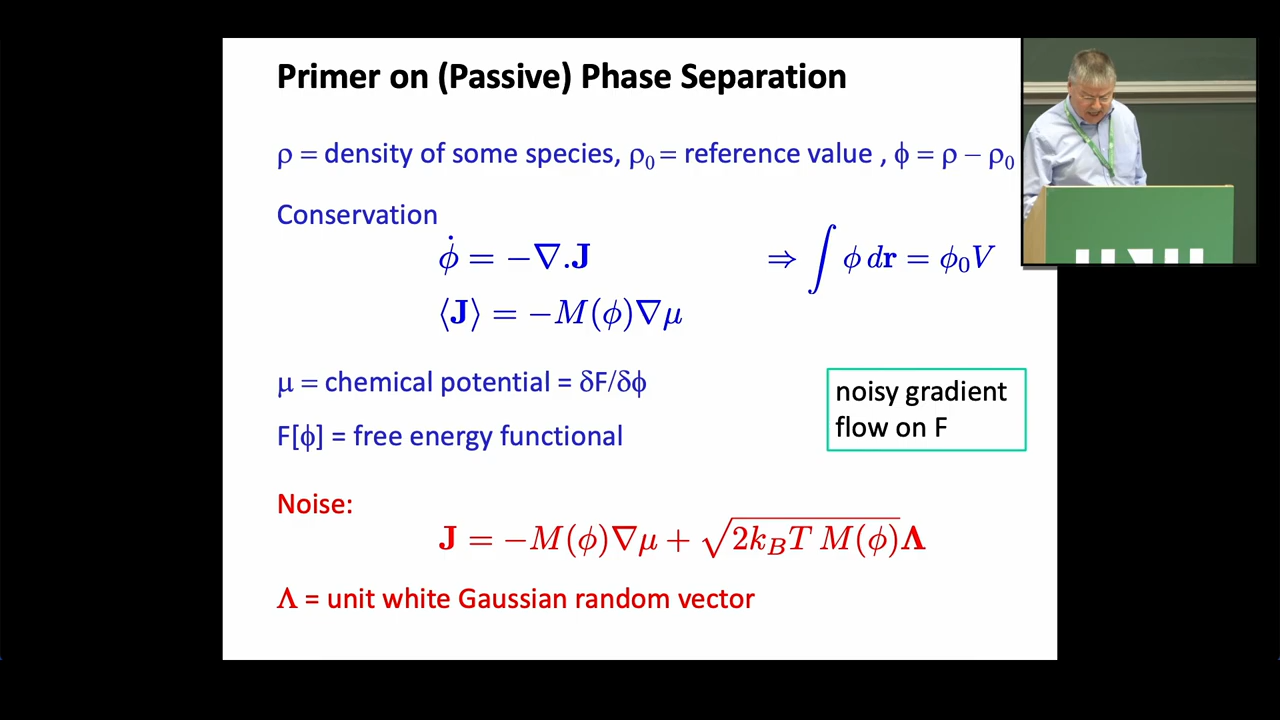 Primer on (Passive) Phase Separation
ρ = density of some species, ρ₀ = reference value , ϕ = ρ − ρ₀
Conservation
ϕ̇ = −∇.J ⇒ ∫ ϕ dr = ϕ₀V
⟨J⟩ = −M(ϕ)∇μ
μ = chemical potential = δF/δϕ
noisy gradient
flow on F
F[ϕ] = free energy functional
Noise:
J = −M(ϕ)∇μ + √(2k_BT M(ϕ))Λ
Λ = unit white Gaussian random vector